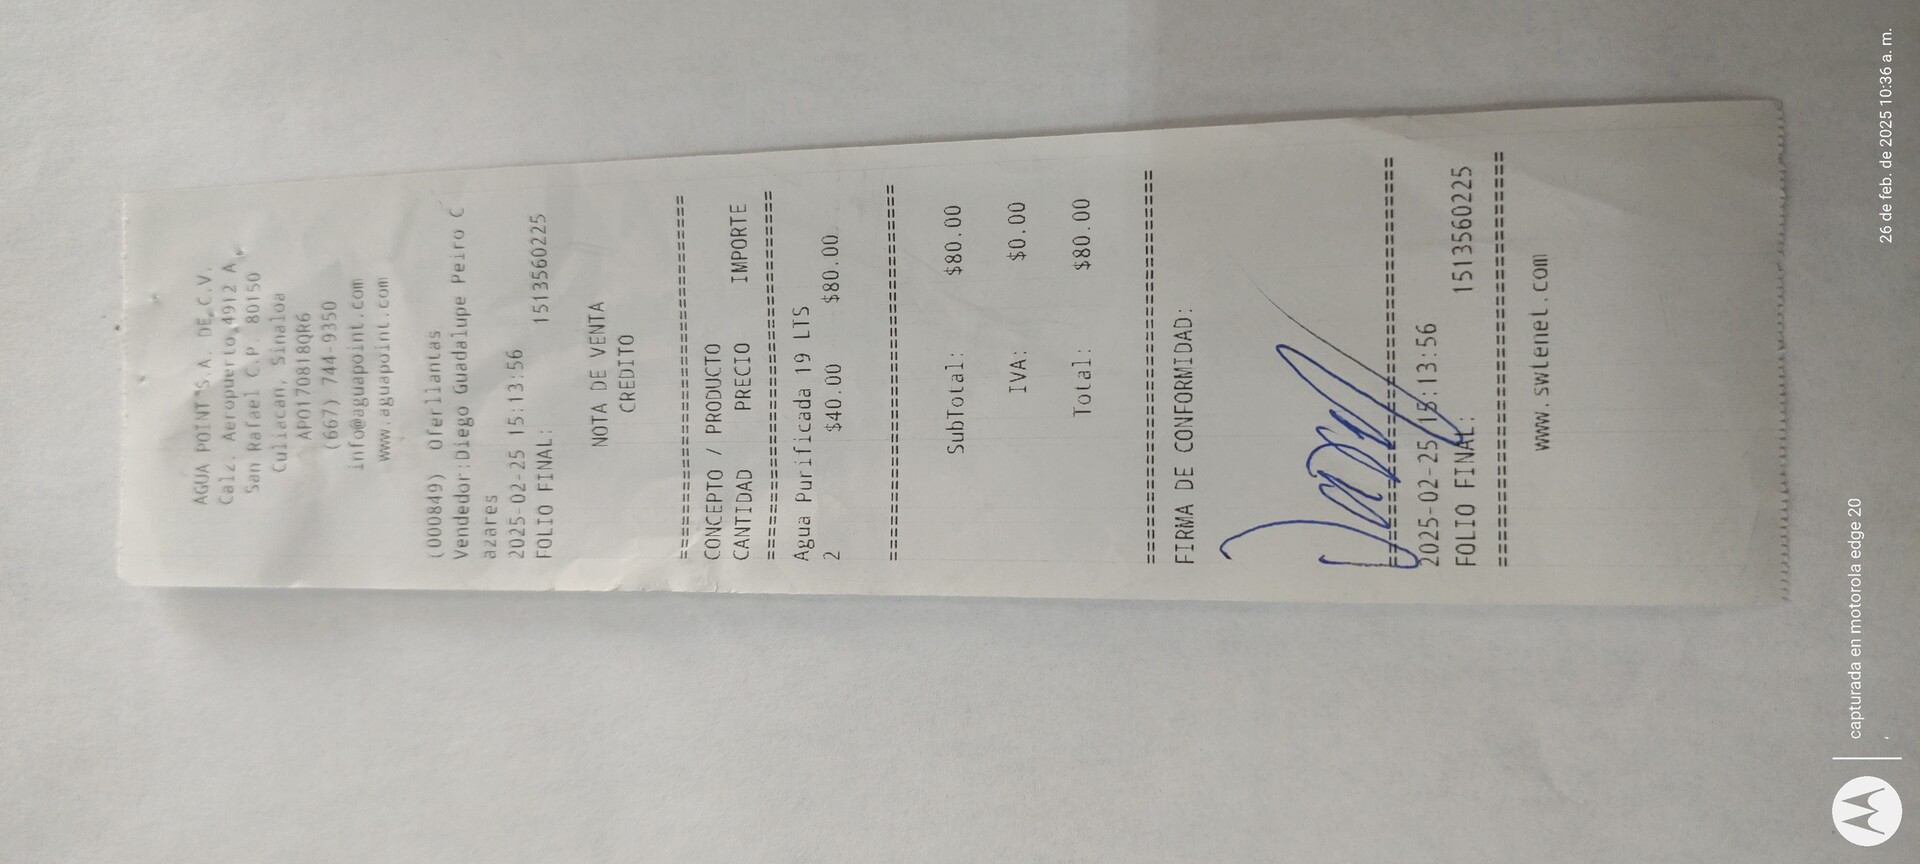 AGUA POINT S.A. DE C.V.
Calz. Aeropuerto 4912 A,
San Rafael C.P. 80150
Culiacan, Sinaloa
APO170818QR6
(667) 744-9350
info@aguapoint.com
www.aguapoint.com
(000849) Oferllantas
Vendedor:Diego Guadalupe Peiro C
azares
2025-02-25 15:13:56
FOLIO FINAL: 1513560225
NOTA DE VENTA
CREDITO
================================
CONCEPTO / PRODUCTO
CANTIDAD PRECIO IMPORTE
================================
Agua Purificada 19 LTS
2 $40.00 $80.00
================================
SubTotal: $80.00
IVA: $0.00
Total: $80.00
================================
FIRMA DE CONFORMIDAD:
================================
2025-02-25 15:13:56
FOLIO FINAL: 1513560225
================================
www.swtenet.com
capturada en motorola edge 20
26 de feb. de 2025 10:36 a. m.